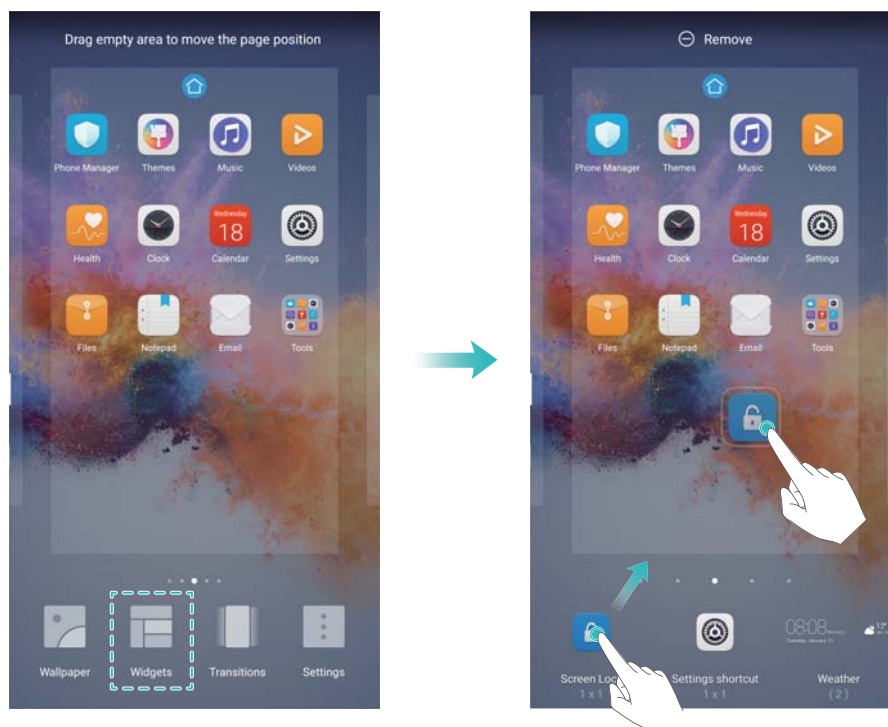 Drag empty area to move the page position
Phone Manager Themes Music Videos
Wednesday
18
Health Clock Calendar Settings
Files Notepad Email Tools
Wallpaper Widgets Transitions Settings
Remove
Phone Manager Themes Music Videos
Wednesday
18
Health Clock Calendar Settings
Files Notepad Email Tools
08:08
12°
Screen Settings shortcut Weather
1 x 1 1 x 1 (2)